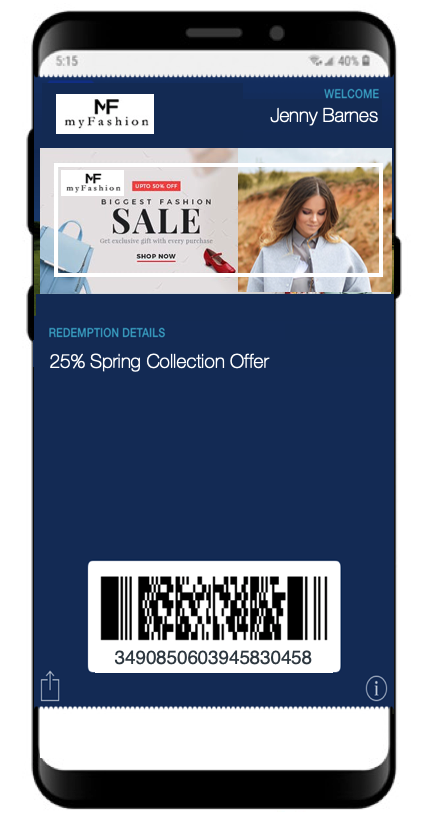 5:15
40%
MF
myFashion
WELCOME
Jenny Barnes
MF
myFashion
UPTO 50% OFF
BIGGEST FASHION
SALE
Get exclusive gift with every purchase
SHOP NOW
REDEMPTION DETAILS
25% Spring Collection Offer
3490850603945830458
i